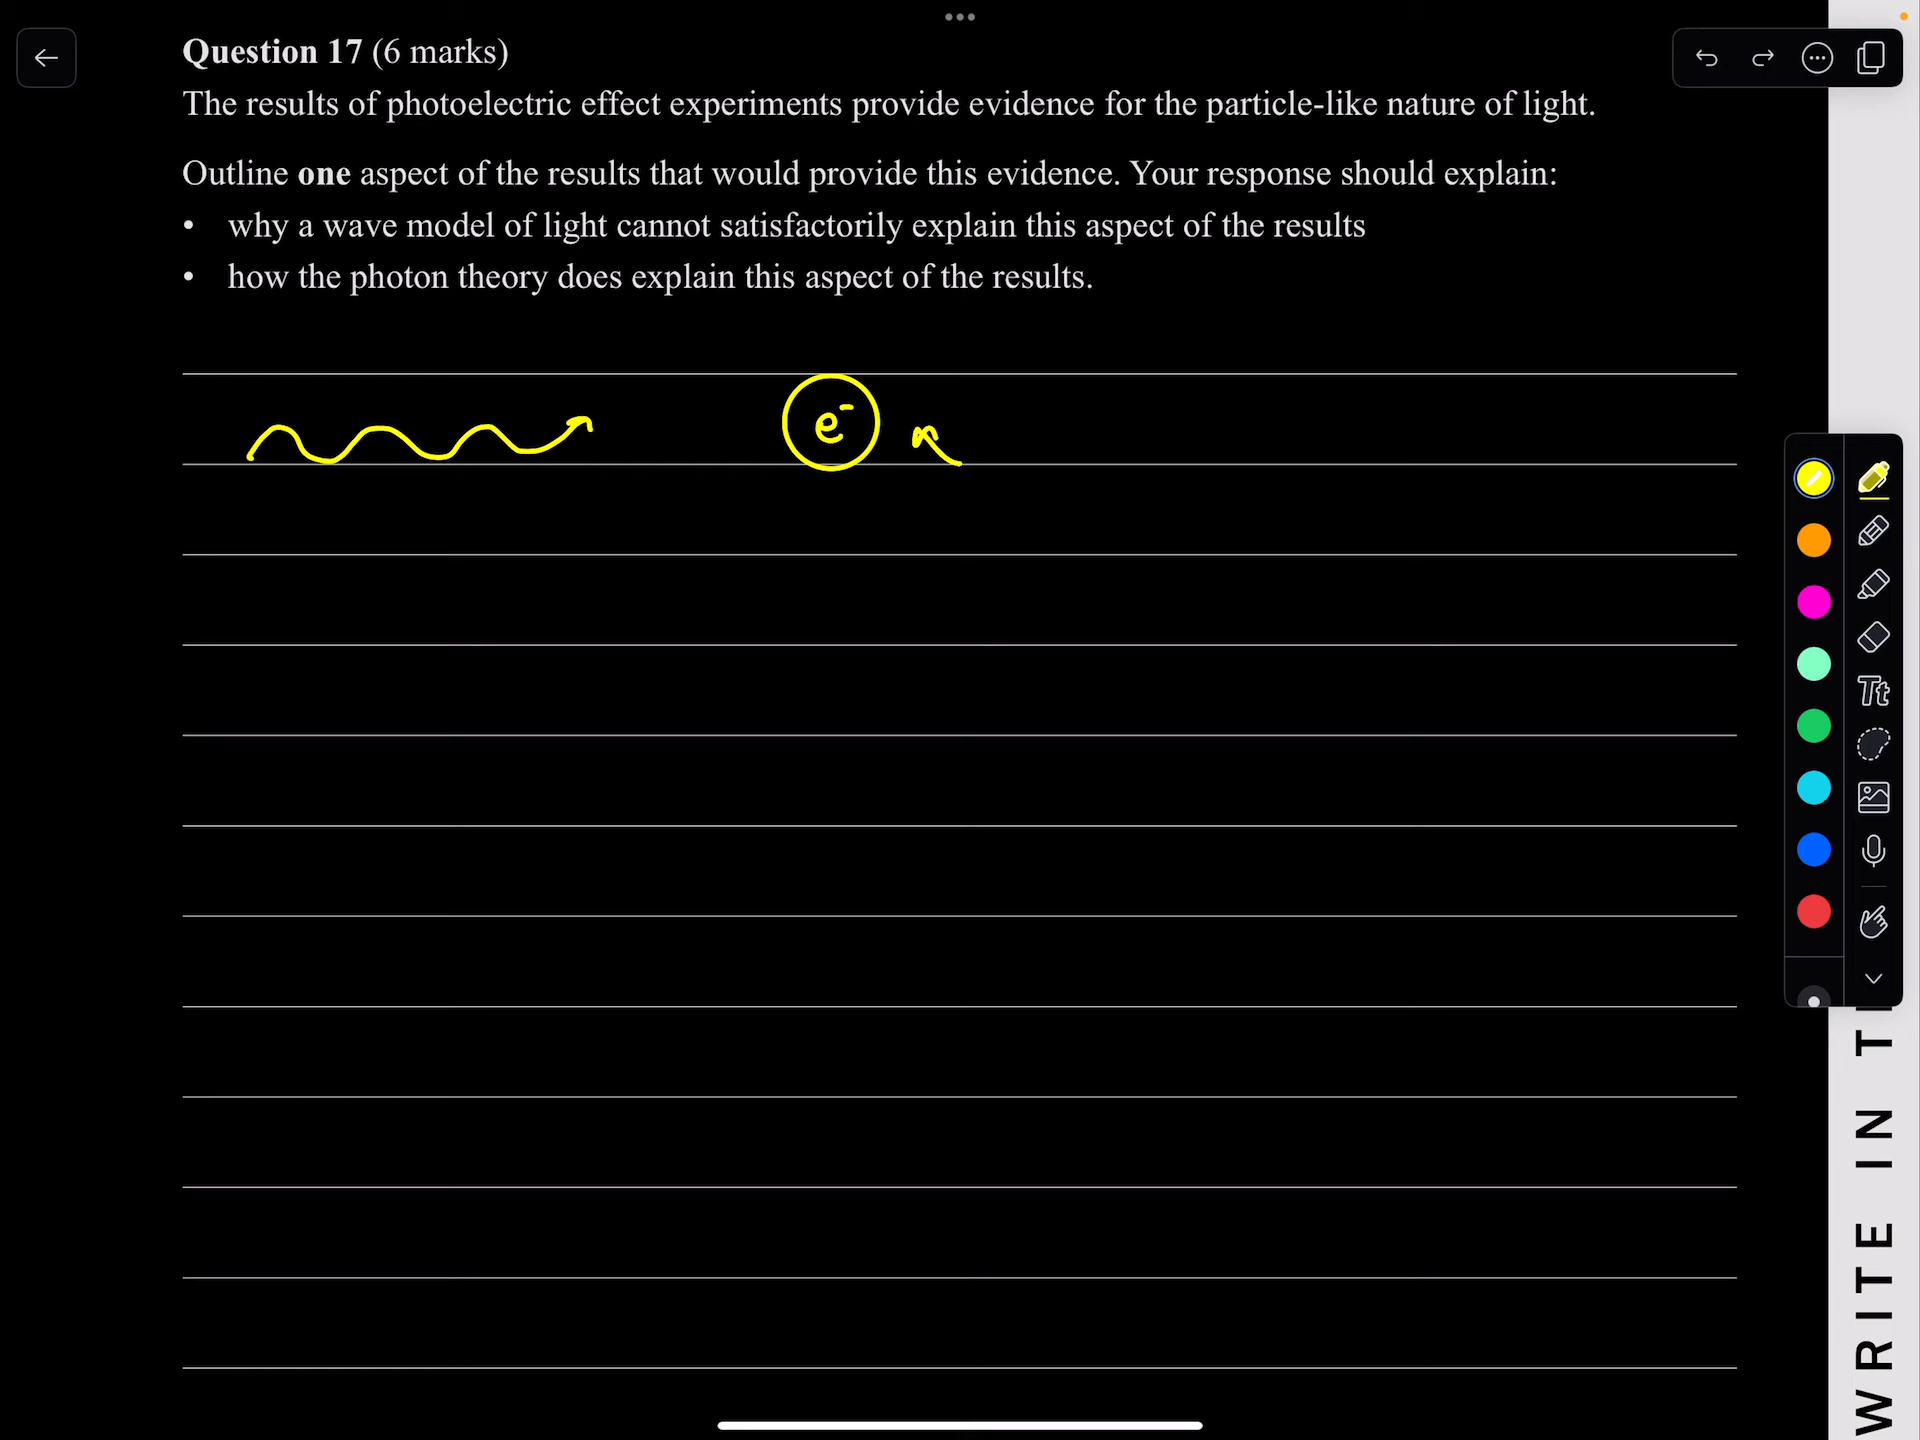 Question 17 (6 marks)
The results of photoelectric effect experiments provide evidence for the particle-like nature of light.
Outline one aspect of the results that would provide this evidence. Your response should explain:
• why a wave model of light cannot satisfactorily explain this aspect of the results
• how the photon theory does explain this aspect of the results.
e⁻
Tt
WRITE IN T